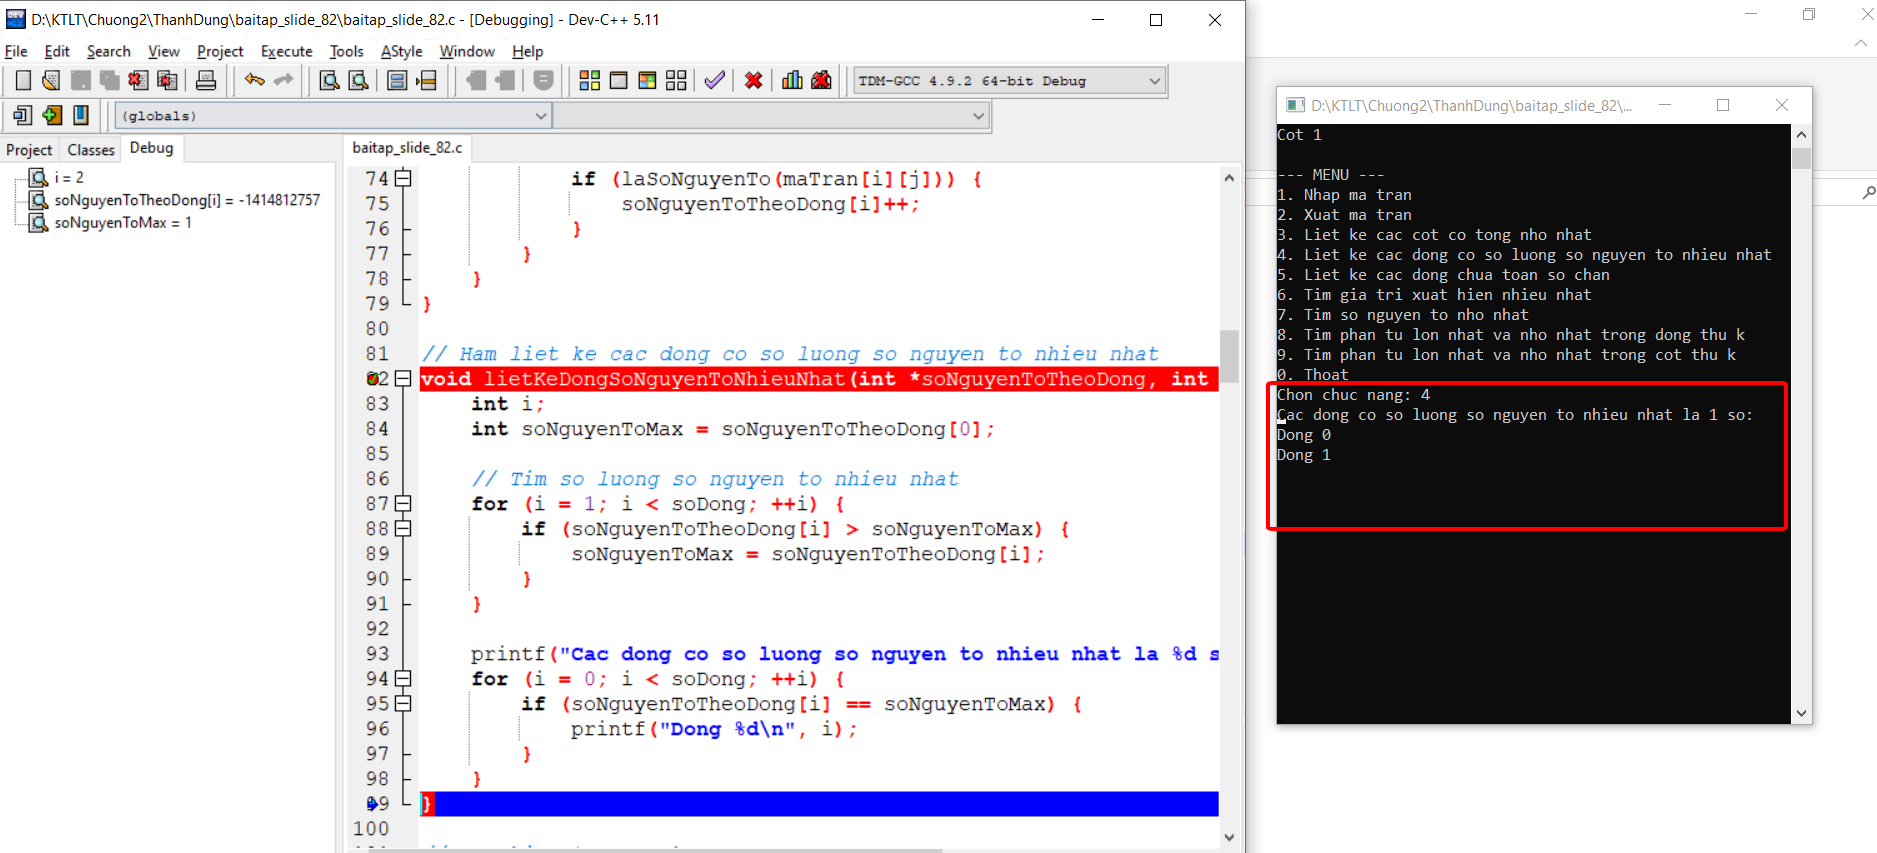 D:\KTLT\Chuong2\ThanhDung\baitap_slide_82\baitap_slide_82.c - [Debugging] - Dev-C++ 5.11
File Edit Search View Project Execute Tools AStyle Window Help
TDM-GCC 4.9.2 64-bit Debug
(globals)
Project Classes Debug
i = 2
soNguyenToTheoDong[i] = -1414812757
soNguyenToMax = 1
baitap_slide_82.c
74 if (laSoNguyenTo(maTran[i][j])) {
75 soNguyenToTheoDong[i]++;
76 }
77 }
78 }
79 }
80
81 // Ham liet ke cac dong co so luong so nguyen to nhieu nhat
82 void lietKeDongSoNguyenToNhieuNhat(int *soNguyenToTheoDong, int
83 int i;
84 int soNguyenToMax = soNguyenToTheoDong[0];
85
86 // Tim so luong so nguyen to nhieu nhat
87 for (i = 1; i < soDong; ++i) {
88 if (soNguyenToTheoDong[i] > soNguyenToMax) {
89 soNguyenToMax = soNguyenToTheoDong[i];
90 }
91 }
92
93 printf("Cac dong co so luong so nguyen to nhieu nhat la %d s
94 for (i = 0; i < soDong; ++i) {
95 if (soNguyenToTheoDong[i] == soNguyenToMax) {
96 printf("Dong %d\n", i);
97 }
98 }
99 }
100
D:\KTLT\Chuong2\ThanhDung\baitap_slide_82\...
Cot 1
--- MENU ---
1. Nhap ma tran
2. Xuat ma tran
3. Liet ke cac cot co tong nho nhat
4. Liet ke cac dong co so luong so nguyen to nhieu nhat
5. Liet ke cac dong chua toan so chan
6. Tim gia tri xuat hien nhieu nhat
7. Tim so nguyen to nho nhat
8. Tim phan tu lon nhat va nho nhat trong dong thu k
9. Tim phan tu lon nhat va nho nhat trong cot thu k
0. Thoat
Chon chuc nang: 4
Cac dong co so luong so nguyen to nhieu nhat la 1 so:
Dong 0
Dong 1